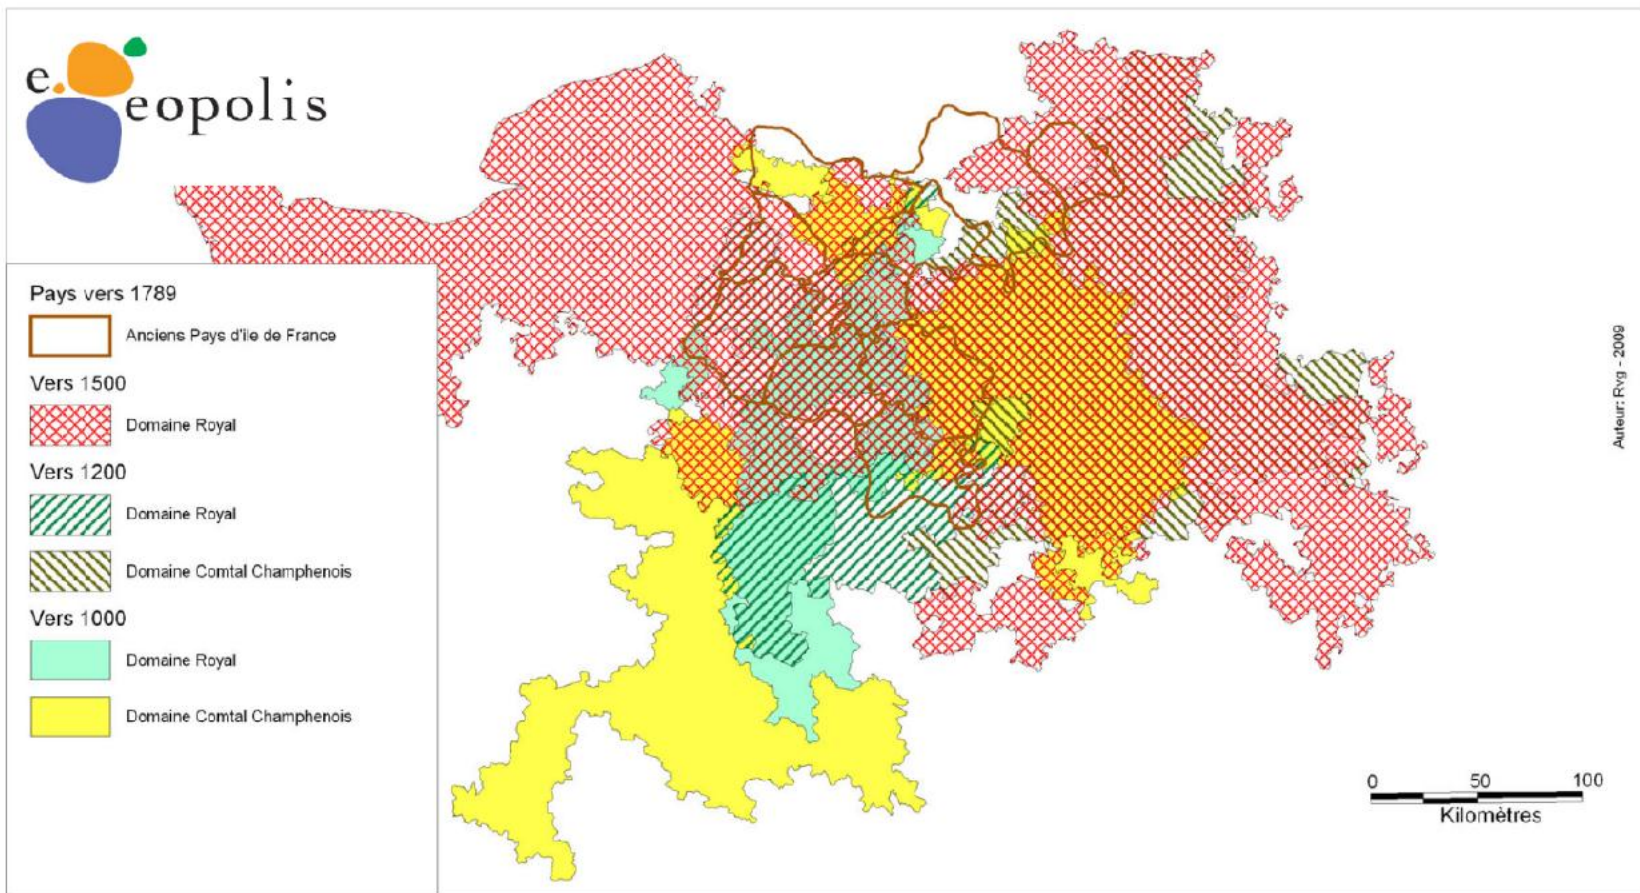 e
eopolis
Pays vers 1789
Anciens Pays d'ile de France
Vers 1500
Domaine Royal
Vers 1200
Domaine Royal
Domaine Comtal Champhenois
Vers 1000
Domaine Royal
Domaine Comtal Champhenois
Auteur: Rvg - 2009
0 50 100
Kilomètres